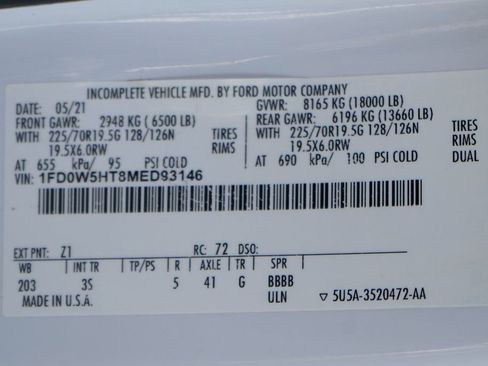 INCOMPLETE VEHICLE MFD. BY FORD MOTOR COMPANY
DATE: 05/21 GVWR: 8165 KG (18000 LB)
FRONT GAWR: 2948 KG ( 6500 LB) REAR GAWR: 6196 KG (13660 LB)
WITH 225/70R19.5G 128/126N TIRES WITH 225/70R19.5G 128/126N TIRES
19.5X6.0RW RIMS 19.5X6.0RW RIMS
AT 655 kPa/ 95 PSI COLD AT 690 kPa/ 100 PSI COLD DUAL
VIN: 1FD0W5HT8MED93146
EXT PNT: Z1 RC: 72 DSO:
WB INT TR TP/PS R AXLE TR SPR
203 3S 5 41 G BBBB
MADE IN U.S.A. ULN ▽ 5U5A-3520472-AA